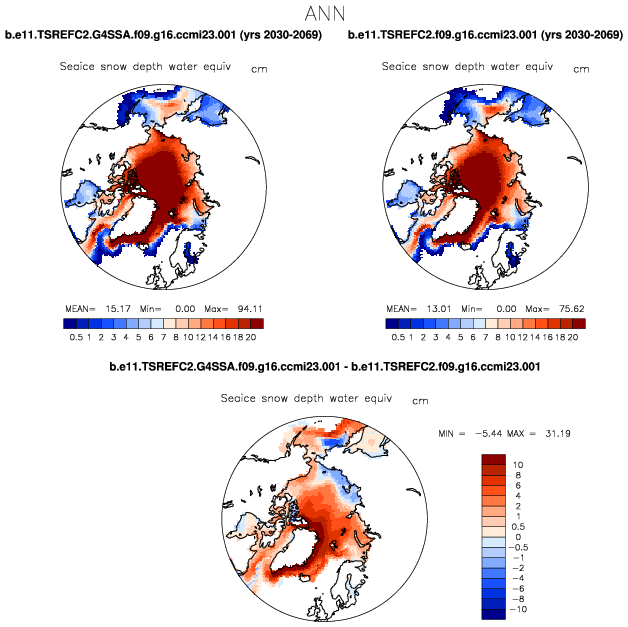 ANN
b.e11.TSREFC2.G4SSA.f09.g16.ccmi23.001 (yrs 2030-2069) b.e11.TSREFC2.f09.g16.ccmi23.001 (yrs 2030-2069)
Seaice snow depth water equiv cm Seaice snow depth water equiv cm
MEAN= 15.17 Min= 0.00 Max= 94.11 MEAN= 13.01 Min= 0.00 Max= 75.62
0.5 1 2 3 4 5 6 7 8 10 12 14 16 18 20 0.5 1 2 3 4 5 6 7 8 10 12 14 16 18 20
b.e11.TSREFC2.G4SSA.f09.g16.ccmi23.001 - b.e11.TSREFC2.f09.g16.ccmi23.001
Seaice snow depth water equiv cm
MIN = -5.44 MAX = 31.19
10
8
6
4
2
1
0.5
0
-0.5
-1
-2
-4
-6
-8
-10